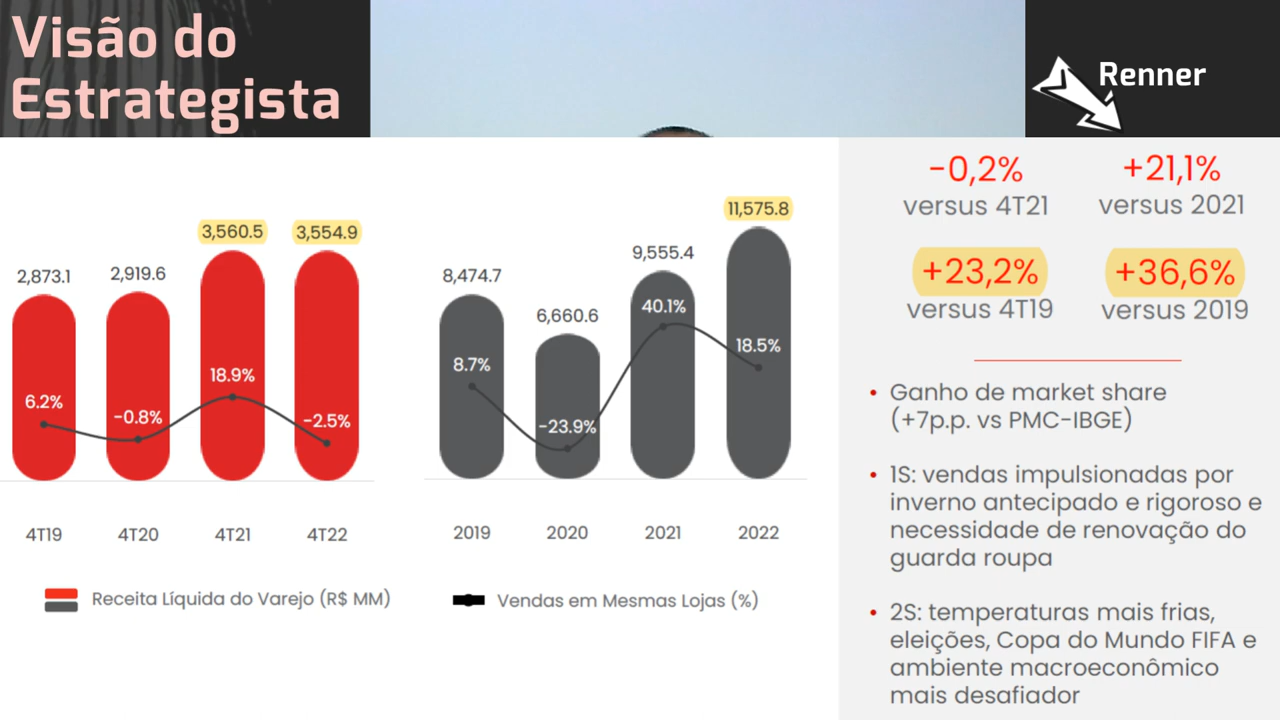 Visão do
Estrategista
Renner
2,873.1
2,919.6
3,560.5
3,554.9
6.2%
-0.8%
18.9%
-2.5%
4T19
4T20
4T21
4T22
8,474.7
6,660.6
9,555.4
11,575.8
8.7%
-23.9%
40.1%
18.5%
2019
2020
2021
2022
Receita Líquida do Varejo (R$ MM)
Vendas em Mesmas Lojas (%)
-0,2%
versus 4T21
+21,1%
versus 2021
+23,2%
versus 4T19
+36,6%
versus 2019
• Ganho de market share
(+7p.p. vs PMC-IBGE)
• 1S: vendas impulsionadas por
inverno antecipado e rigoroso e
necessidade de renovação do
guarda roupa
• 2S: temperaturas mais frias,
eleições, Copa do Mundo FIFA e
ambiente macroeconômico
mais desafiador